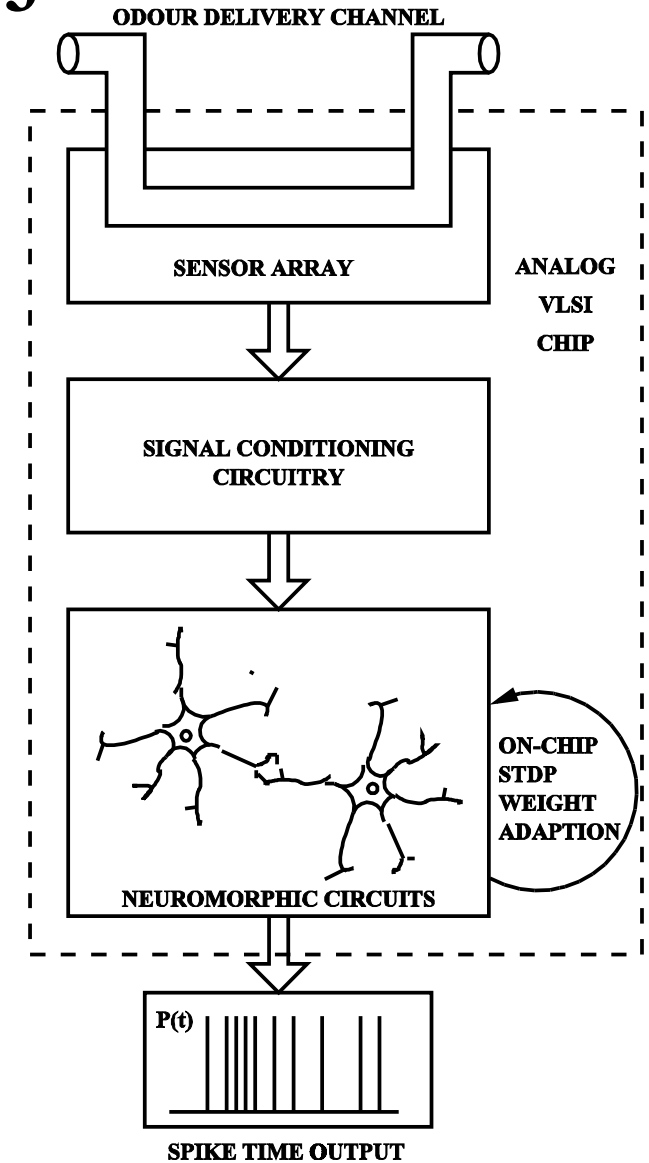 ODOUR DELIVERY CHANNEL
SENSOR ARRAY
ANALOG
VLSI
CHIP
SIGNAL CONDITIONING
CIRCUITRY
ON-CHIP
STDP
WEIGHT
ADAPTION
NEUROMORPHIC CIRCUITS
P(t)
SPIKE TIME OUTPUT